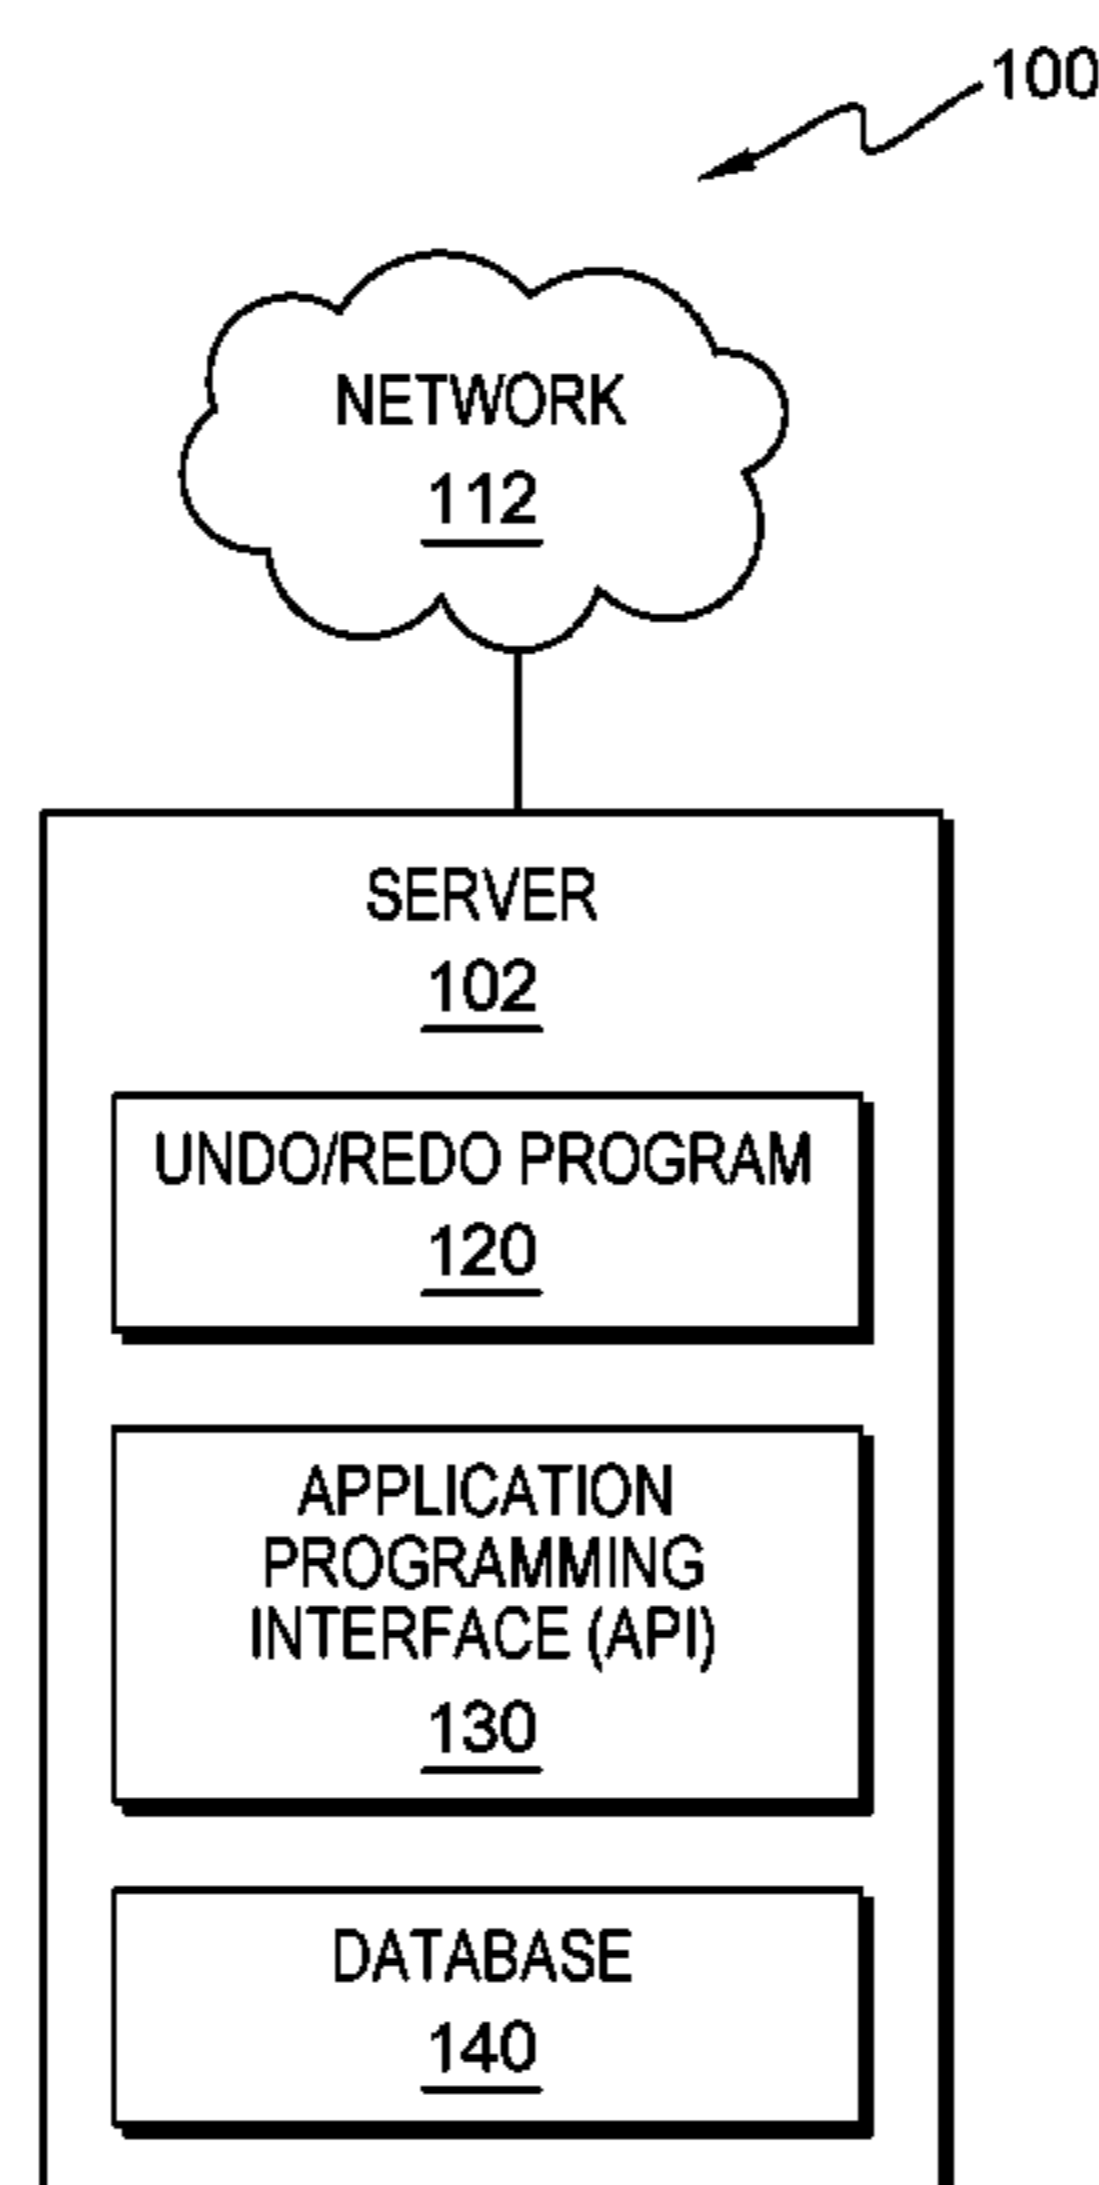 100
NETWORK
112
SERVER
102
UNDO/REDO PROGRAM
120
APPLICATION
PROGRAMMING
INTERFACE (API)
130
DATABASE
140